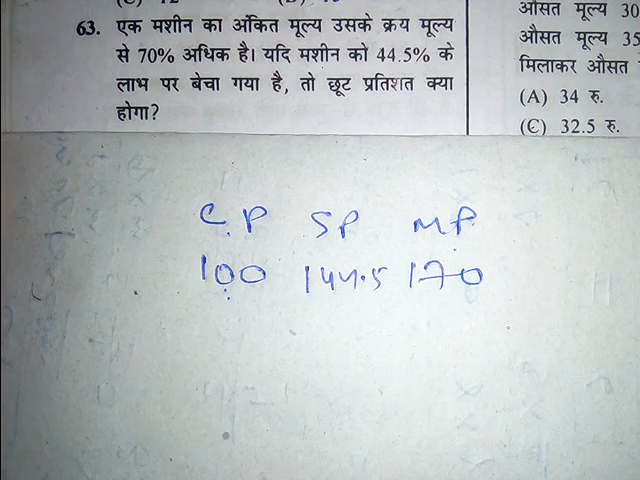 63. एक मशीन का अंकित मूल्य उसके क्रय मूल्य
से 70% अधिक है। यदि मशीन को 44.5% के
लाभ पर बेचा गया है, तो छूट प्रतिशत क्या
होगा?
औसत मूल्य 30
औसत मूल्य 35
मिलाकर औसत
(A) 34 रु.
(C) 32.5 रु.
C.P SP M.P
100 144.5 170